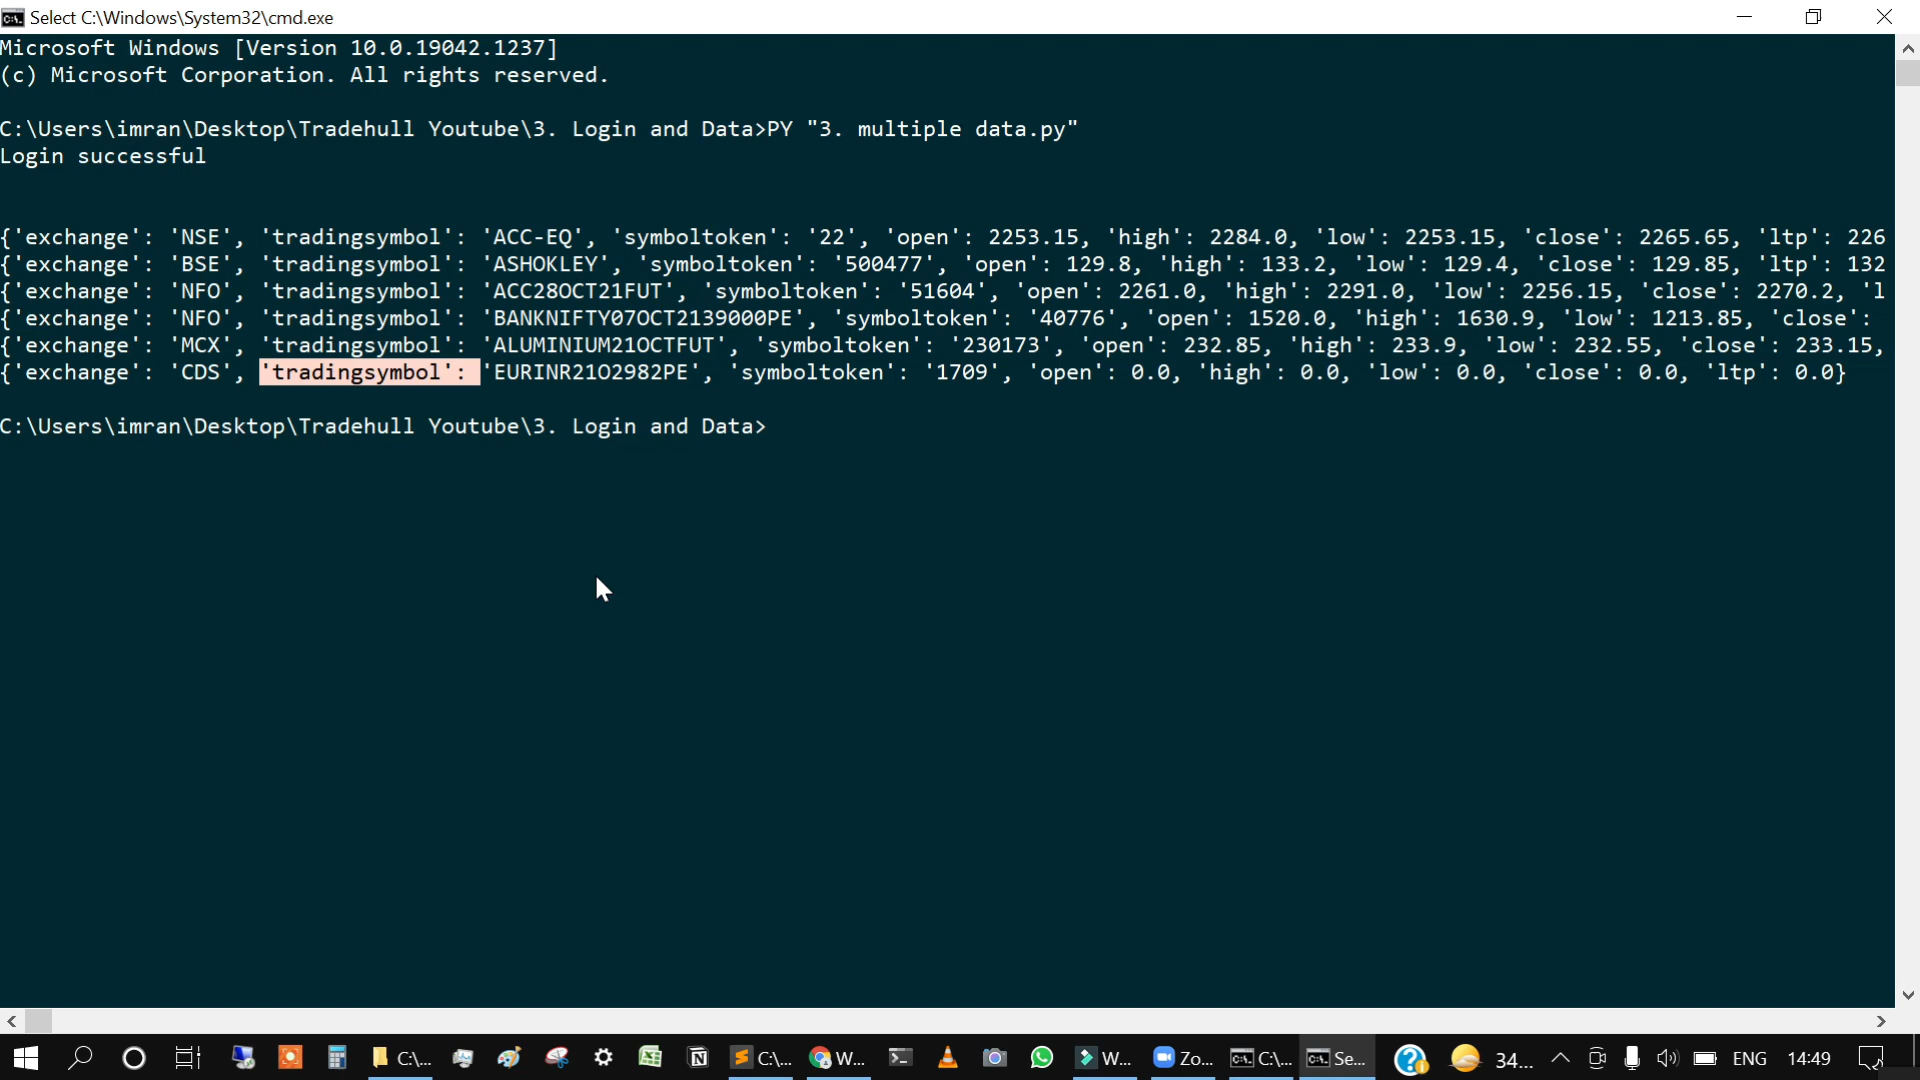 Select C:\Windows\System32\cmd.exe
Microsoft Windows [Version 10.0.19042.1237]
(c) Microsoft Corporation. All rights reserved.
C:\Users\imran\Desktop\Tradehull Youtube\3. Login and Data>PY "3. multiple data.py"
Login successful
{'exchange': 'NSE', 'tradingsymbol': 'ACC-EQ', 'symboltoken': '22', 'open': 2253.15, 'high': 2284.0, 'low': 2253.15, 'close': 2265.65, 'ltp': 226
{'exchange': 'BSE', 'tradingsymbol': 'ASHOKLEY', 'symboltoken': '500477', 'open': 129.8, 'high': 133.2, 'low': 129.4, 'close': 129.85, 'ltp': 132
{'exchange': 'NFO', 'tradingsymbol': 'ACC28OCT21FUT', 'symboltoken': '51604', 'open': 2261.0, 'high': 2291.0, 'low': 2256.15, 'close': 2270.2, 'l
{'exchange': 'NFO', 'tradingsymbol': 'BANKNIFTY07OCT2139000PE', 'symboltoken': '40776', 'open': 1520.0, 'high': 1630.9, 'low': 1213.85, 'close':
{'exchange': 'MCX', 'tradingsymbol': 'ALUMINIUM21OCTFUT', 'symboltoken': '230173', 'open': 232.85, 'high': 233.9, 'low': 232.55, 'close': 233.15,
{'exchange': 'CDS', 'tradingsymbol': 'EURINR21O2982PE', 'symboltoken': '1709', 'open': 0.0, 'high': 0.0, 'low': 0.0, 'close': 0.0, 'ltp': 0.0}
C:\Users\imran\Desktop\Tradehull Youtube\3. Login and Data>
C:\... C:\... W... W... Zo... C:\... Se... 34... ENG 14:49